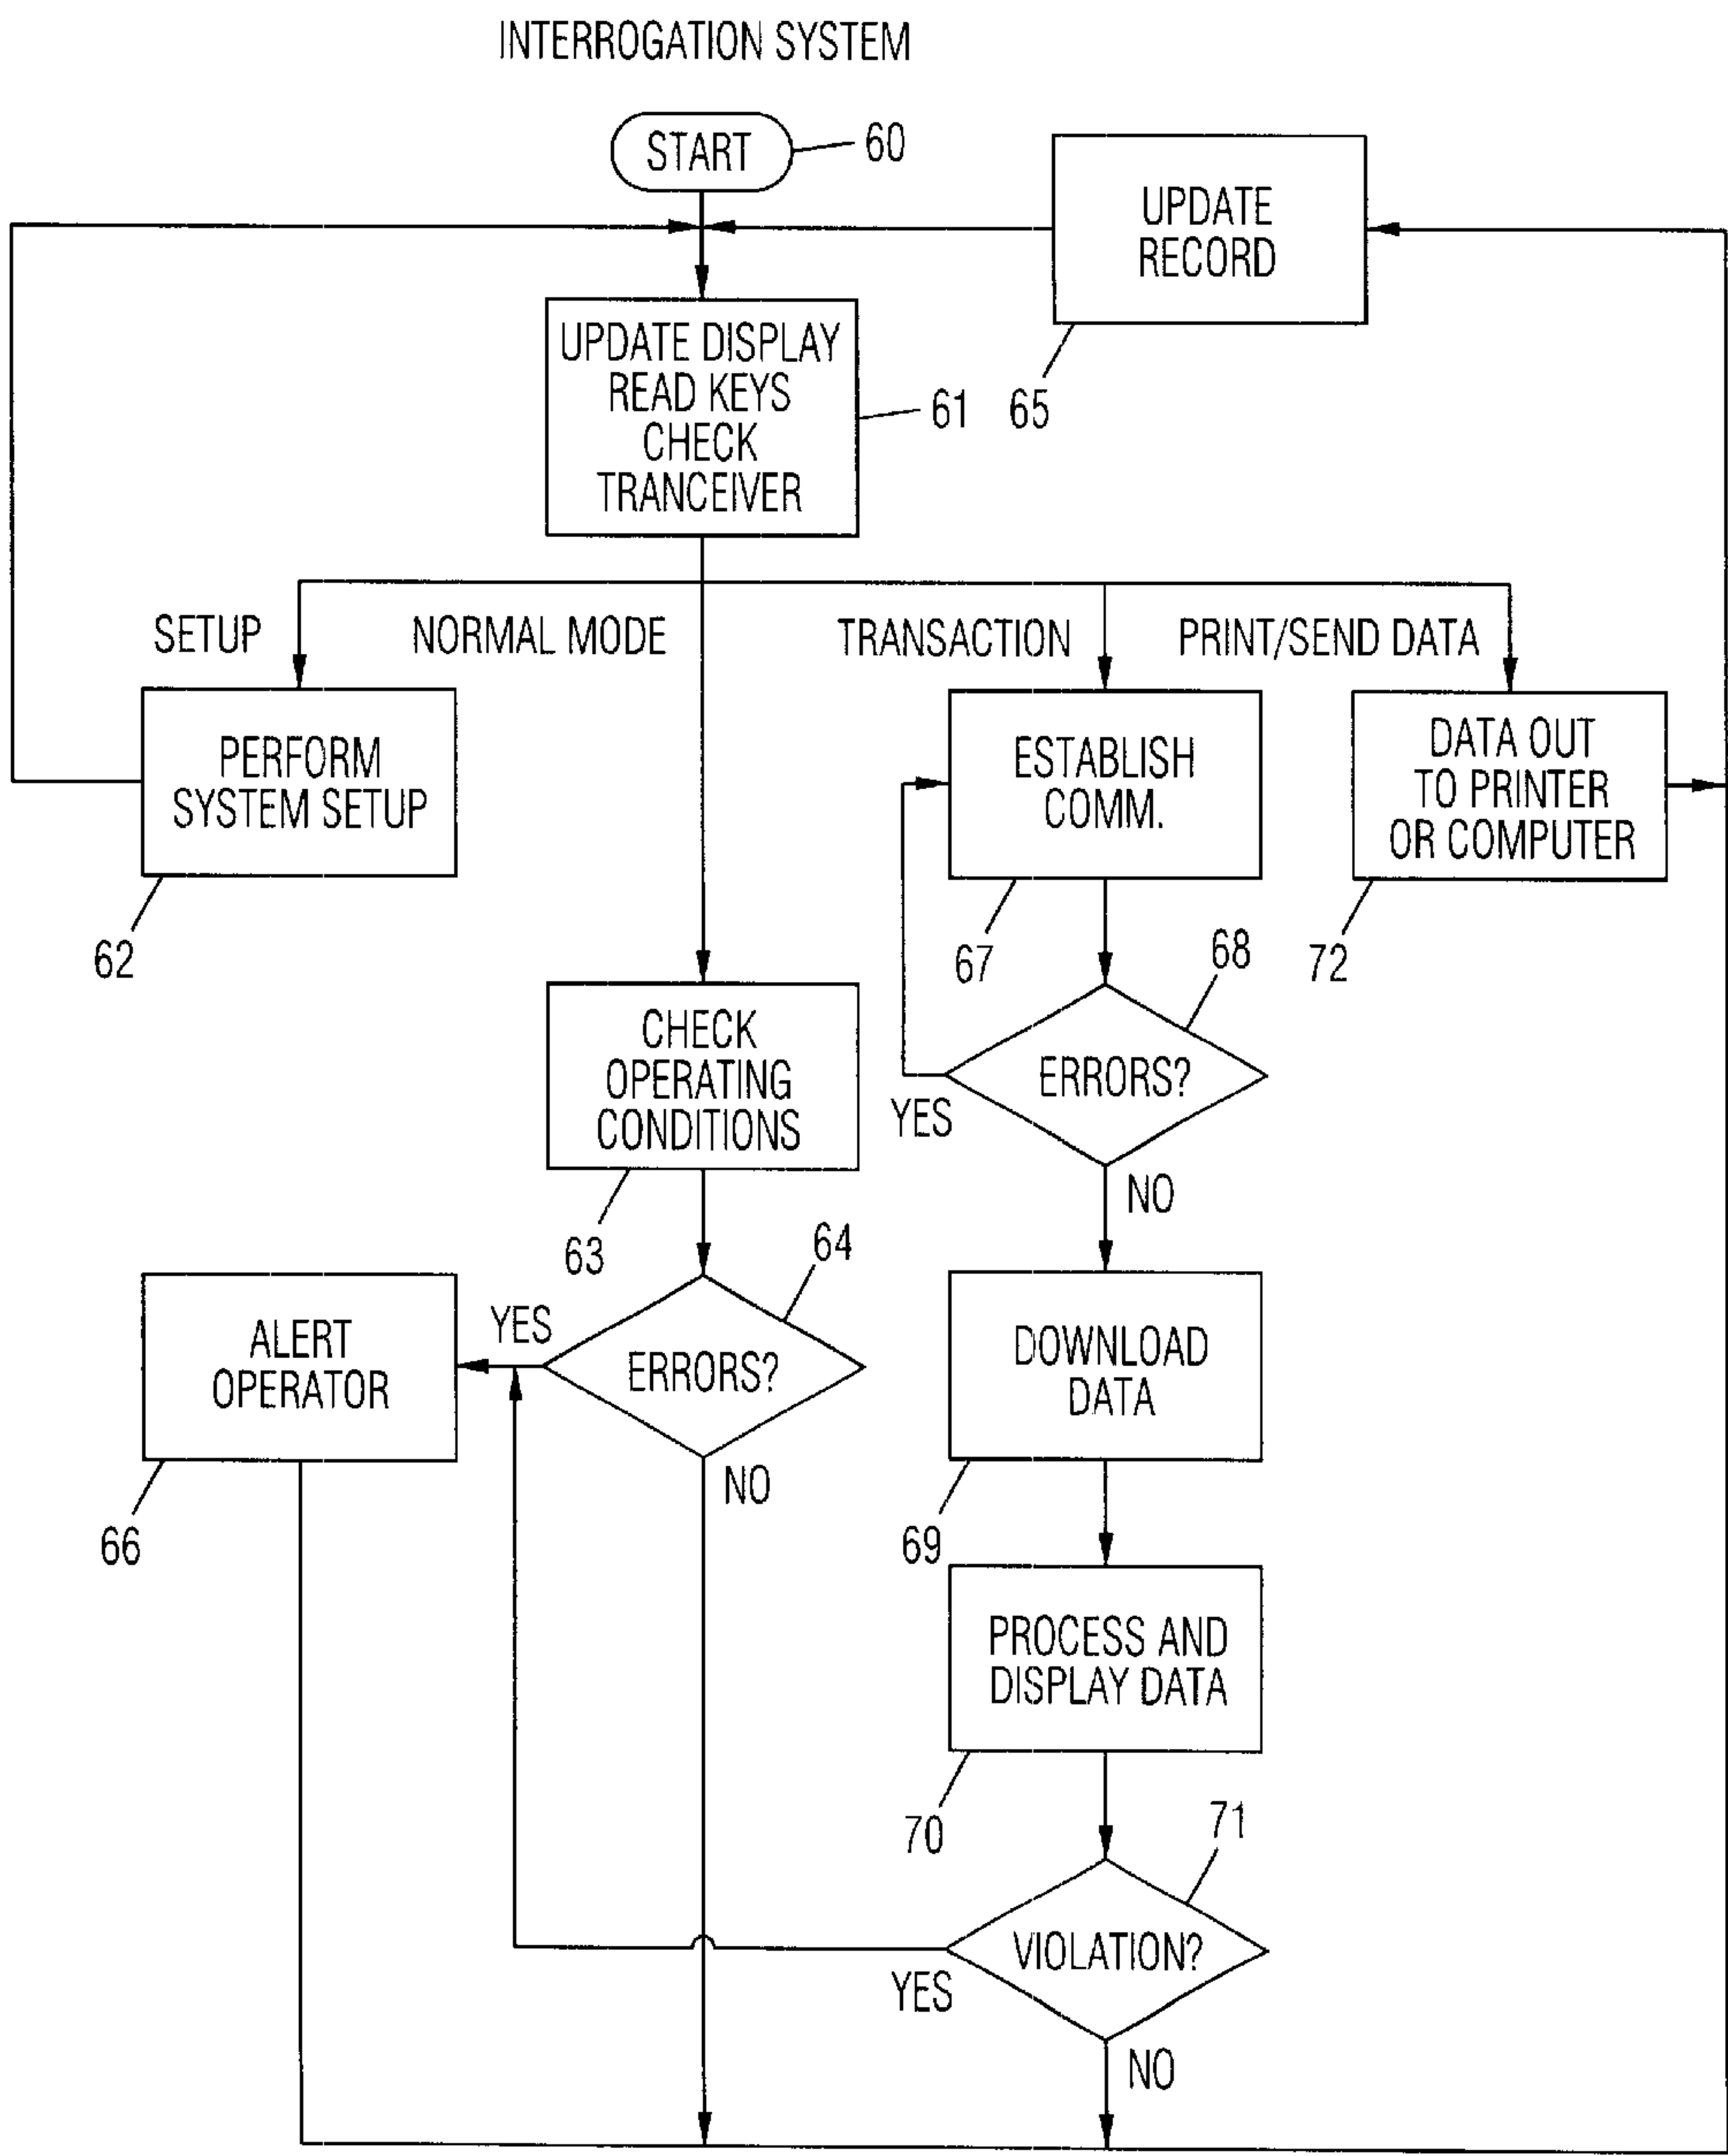 INTERROGATION SYSTEM
START
60
UPDATE
RECORD
65
UPDATE DISPLAY
READ KEYS
CHECK
TRANCEIVER
61
SETUP
NORMAL MODE
TRANSACTION
PRINT/SEND DATA
PERFORM
SYSTEM SETUP
62
ESTABLISH
COMM.
67
DATA OUT
TO PRINTER
OR COMPUTER
72
68
ERRORS?
YES
NO
CHECK
OPERATING
CONDITIONS
63
64
ERRORS?
YES
NO
ALERT
OPERATOR
66
DOWNLOAD
DATA
69
PROCESS AND
DISPLAY DATA
70
71
VIOLATION?
YES
NO